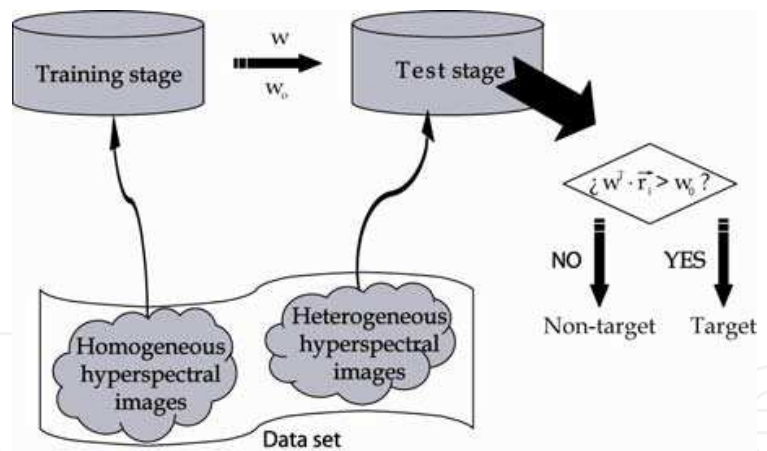 Training stage
w
w₀
Test stage
¿ wᵀ · r⃗ᵢ > w₀ ?
NO
YES
Non-target
Target
Homogeneous
hyperspectral
images
Heterogeneous
hyperspectral
images
Data set